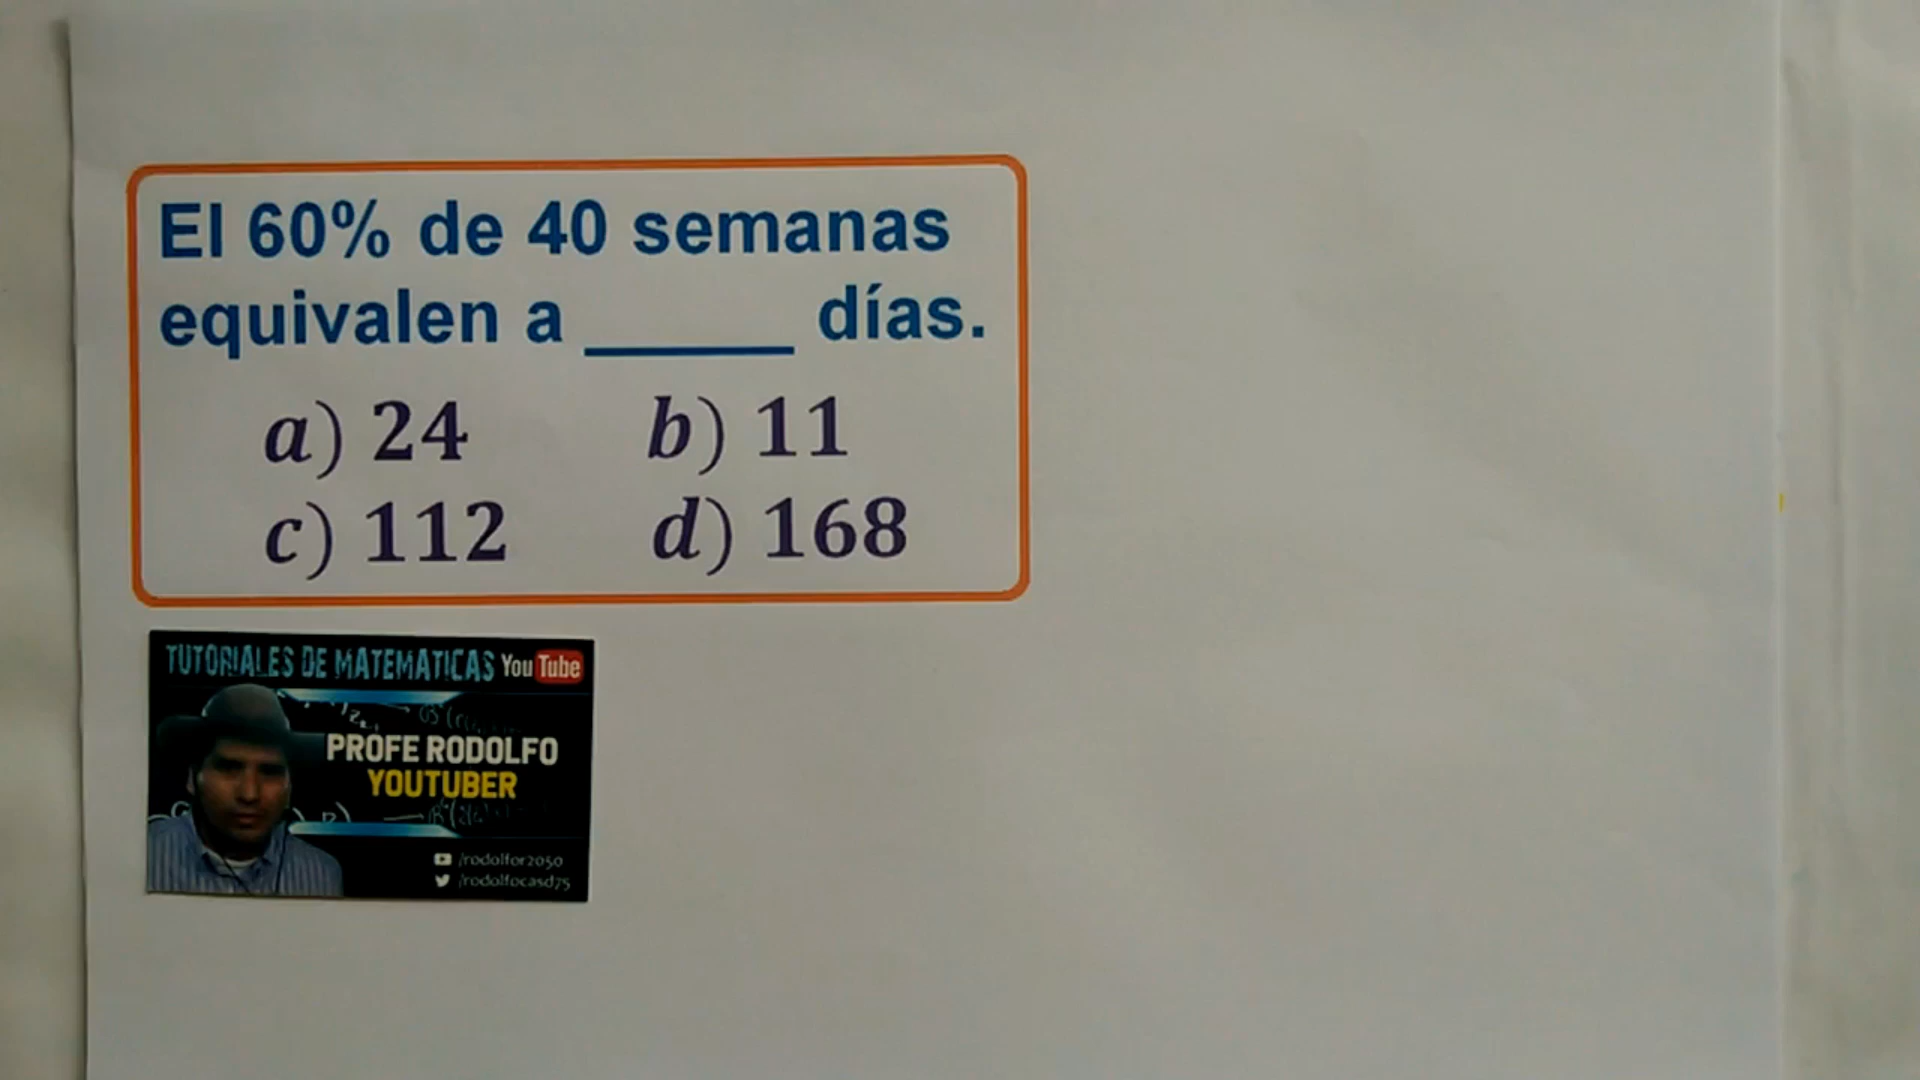 El 60% de 40 semanas
equivalen a ______ días.
a) 24 b) 11
c) 112 d) 168
TUTORIALES DE MATEMATICAS YouTube
PROFE RODOLFO
YOUTUBER
/rodolfor2050
/rodolfocasd75